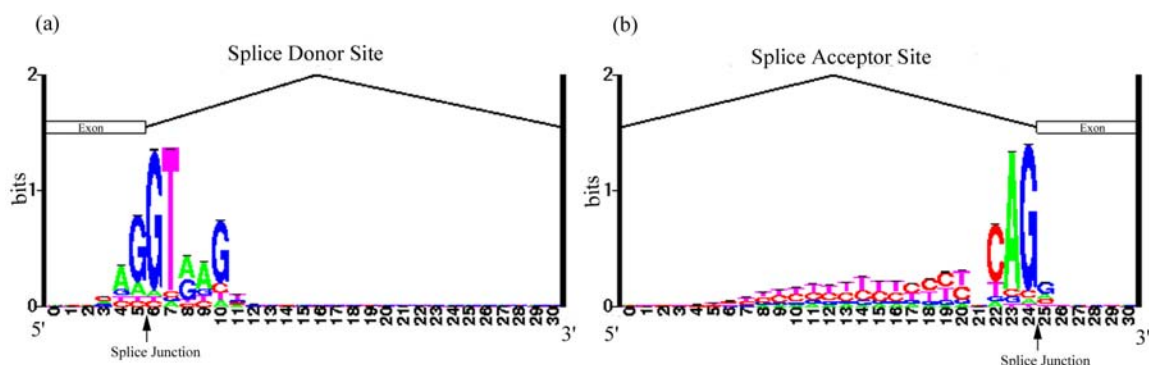 (a)
Splice Donor Site
2
Exon
1
bits
0
0 1 2 3 4 5 6 7 8 9 10 11 12 13 14 15 16 17 18 19 20 21 22 23 24 25 26 27 28 29 30
5' 3'
Splice Junction
(b)
Splice Acceptor Site
2
Exon
1
bits
0
0 1 2 3 4 5 6 7 8 9 10 11 12 13 14 15 16 17 18 19 20 21 22 23 24 25 26 27 28 29 30
5' 3'
Splice Junction